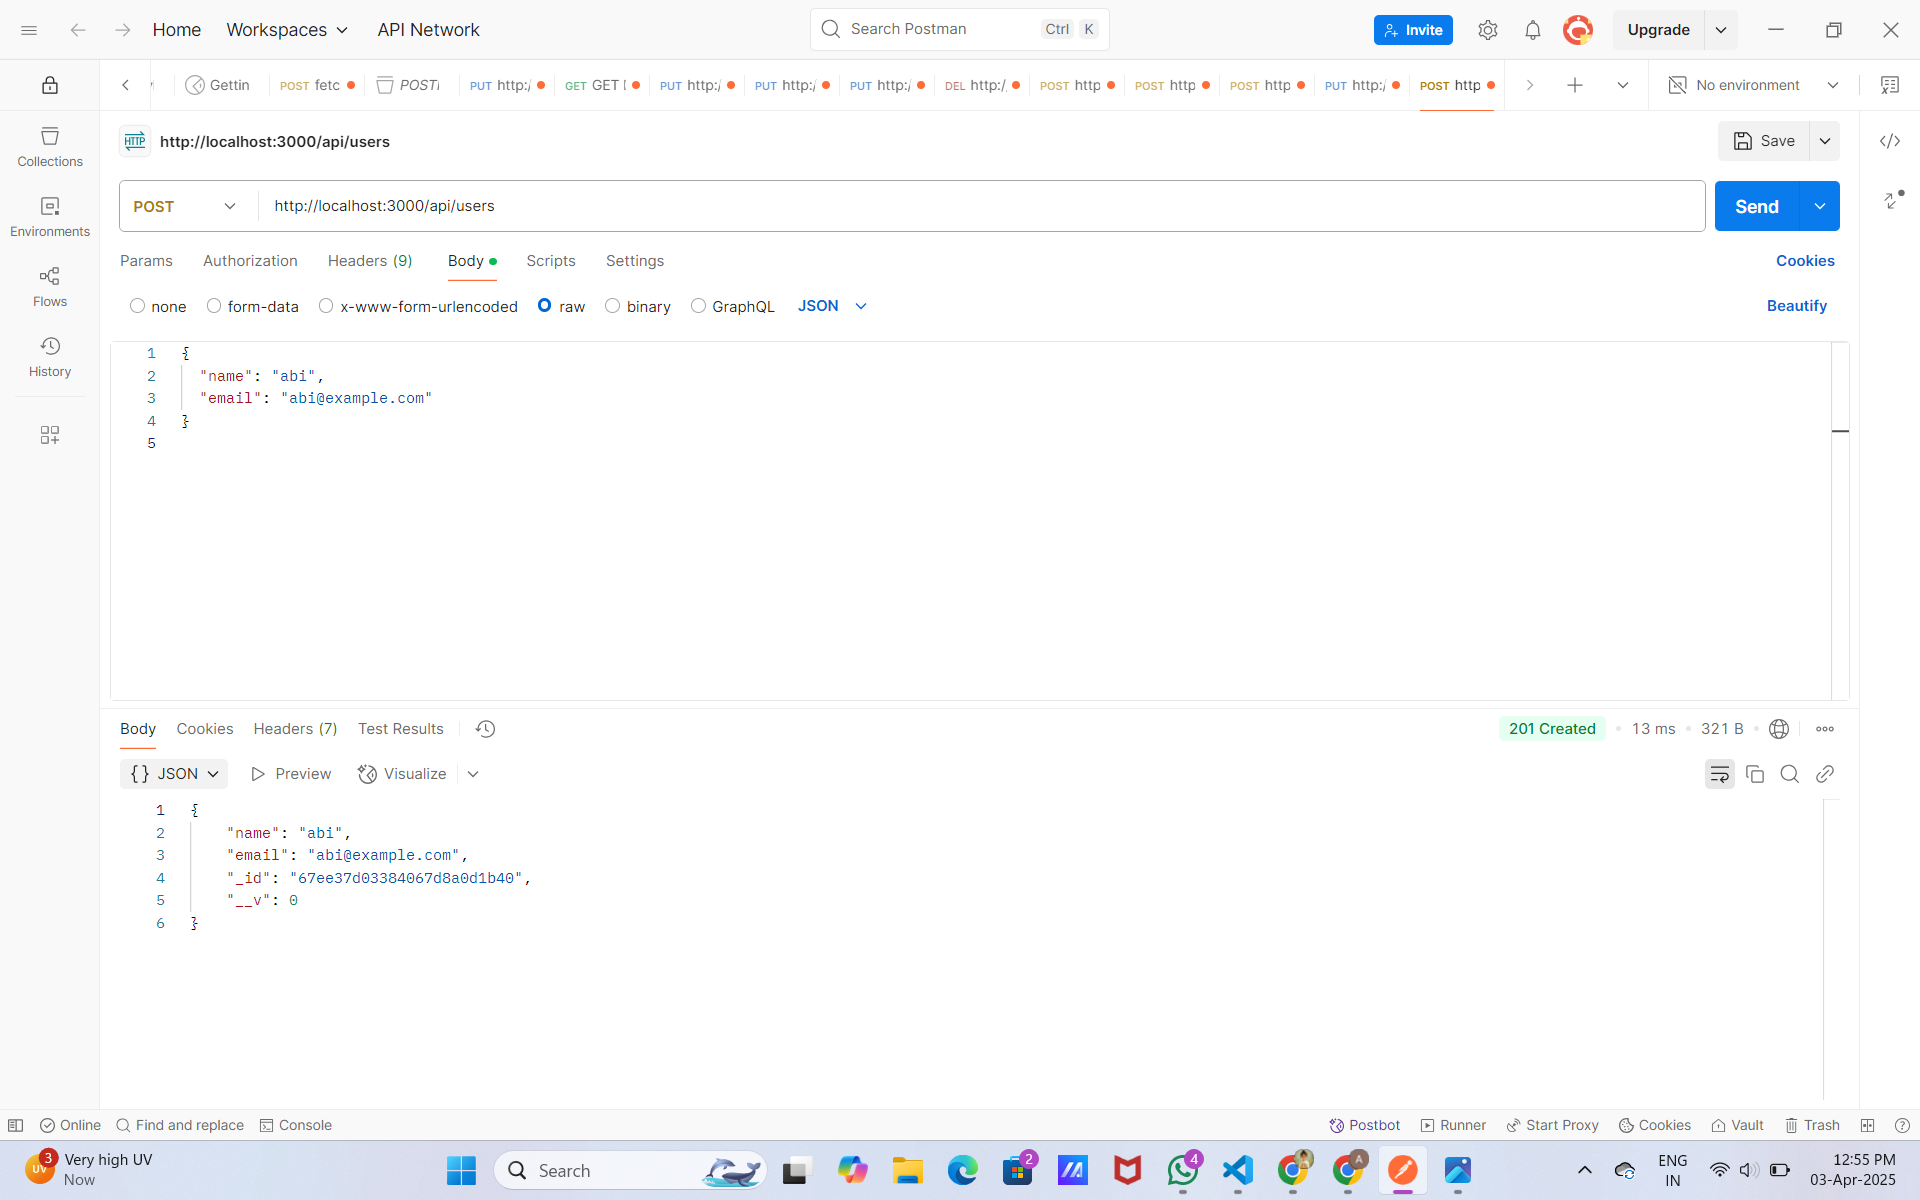 Home Workspaces API Network Search Postman Ctrl K Invite Upgrade
Gettin POST fetc POST PUT http:/ GET GET PUT http:/ PUT http:/ PUT http:/ DEL http:/ POST http POST http POST http PUT http:/ POST http No environment
HTTP http://localhost:3000/api/users Save
POST http://localhost:3000/api/users Send
Params Authorization Headers (9) Body Scripts Settings Cookies
none form-data x-www-form-urlencoded raw binary GraphQL JSON Beautify
Collections
Environments
Flows
History
1 {
2 "name": "abi",
3 "email": "abi@example.com"
4 }
5
Body Cookies Headers (7) Test Results 201 Created 13 ms 321 B
{} JSON Preview Visualize
1 {
2 "name": "abi",
3 "email": "abi@example.com",
4 "_id": "67ee37d03384067d8a0d1b40",
5 "__v": 0
6 }
Online Find and replace Console Postbot Runner Start Proxy Cookies Vault Trash
UV 3 Very high UV
Now
Search 2 4 A
ENG
IN
12:55 PM
03-Apr-2025